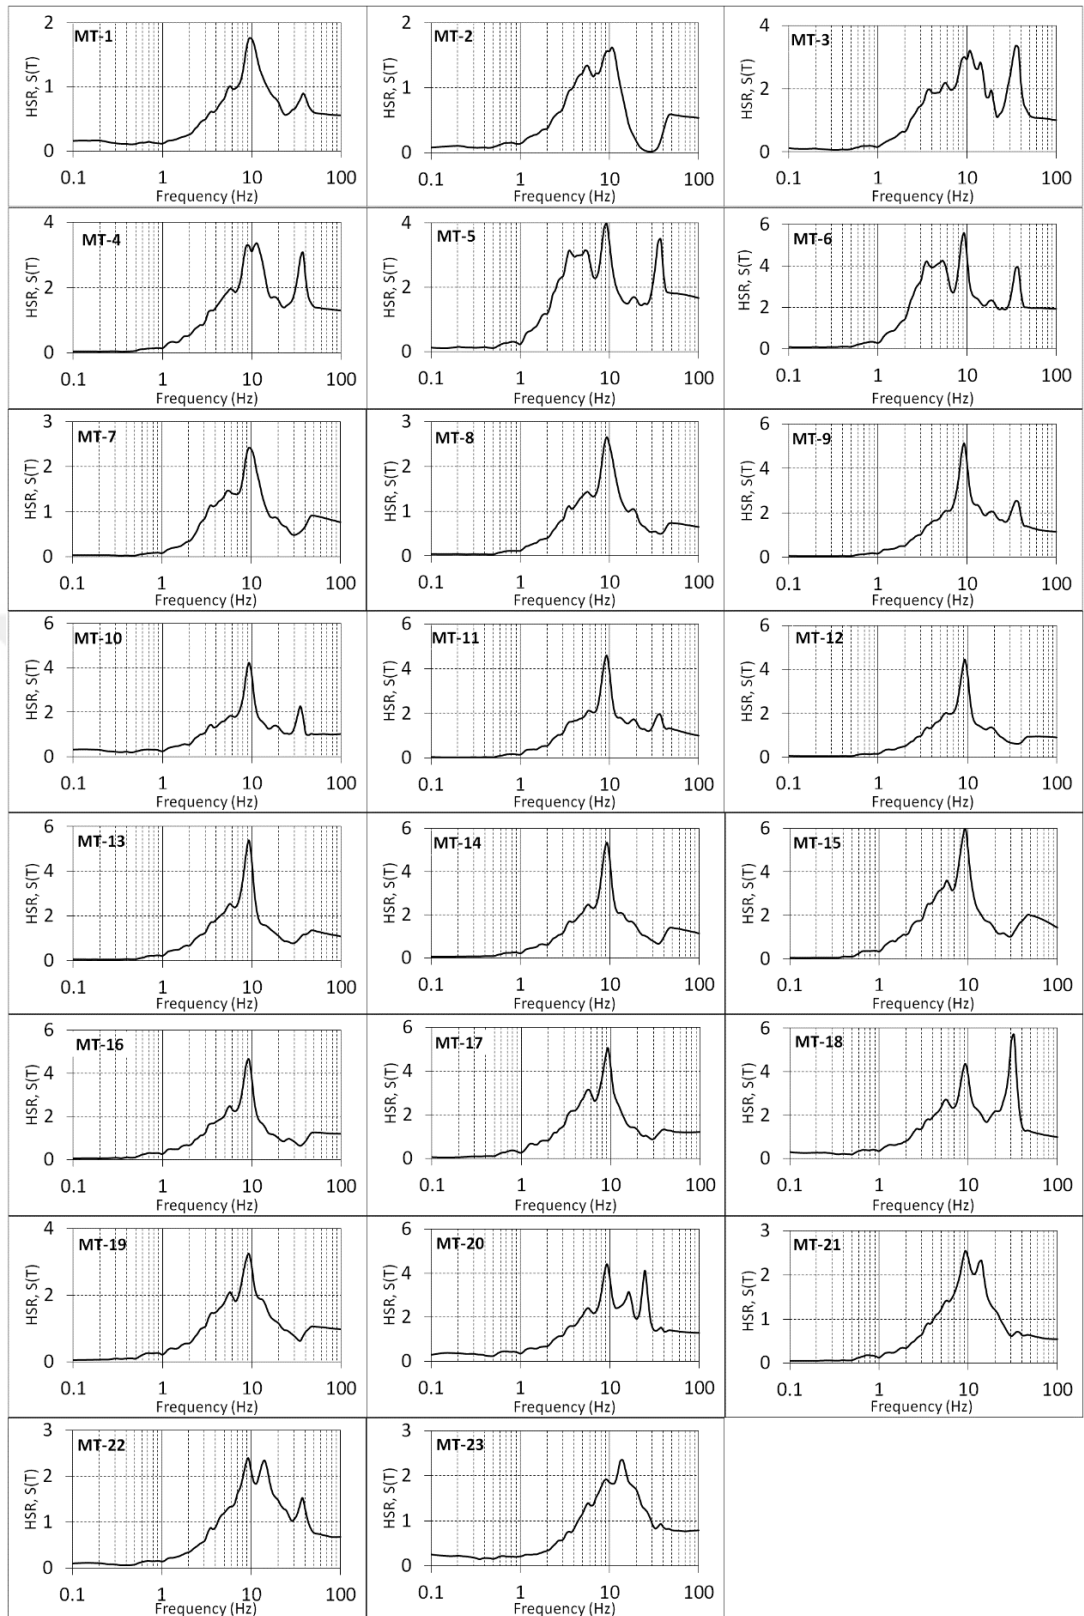 MT-1
HSR, S(T)
2
1
0
0.1 1 10 100
Frequency (Hz)
MT-2
HSR, S(T)
2
1
0
0.1 1 10 100
Frequency (Hz)
MT-3
HSR, S(T)
4
2
0
0.1 1 10 100
Frequency (Hz)
MT-4
HSR, S(T)
4
2
0
0.1 1 10 100
Frequency (Hz)
MT-5
HSR, S(T)
4
2
0
0.1 1 10 100
Frequency (Hz)
MT-6
HSR, S(T)
6
4
2
0
0.1 1 10 100
Frequency (Hz)
MT-7
HSR, S(T)
3
2
1
0
0.1 1 10 100
Frequency (Hz)
MT-8
HSR, S(T)
3
2
1
0
0.1 1 10 100
Frequency (Hz)
MT-9
HSR, S(T)
6
4
2
0
0.1 1 10 100
Frequency (Hz)
MT-10
HSR, S(T)
6
4
2
0
0.1 1 10 100
Frequency (Hz)
MT-11
HSR, S(T)
6
4
2
0
0.1 1 10 100
Frequency (Hz)
MT-12
HSR, S(T)
6
4
2
0
0.1 1 10 100
Frequency (Hz)
MT-13
HSR, S(T)
6
4
2
0
0.1 1 10 100
Frequency (Hz)
MT-14
HSR, S(T)
6
4
2
0
0.1 1 10 100
Frequency (Hz)
MT-15
HSR, S(T)
6
4
2
0
0.1 1 10 100
Frequency (Hz)
MT-16
HSR, S(T)
6
4
2
0
0.1 1 10 100
Frequency (Hz)
MT-17
HSR, S(T)
6
4
2
0
0.1 1 10 100
Frequency (Hz)
MT-18
HSR, S(T)
6
4
2
0
0.1 1 10 100
Frequency (Hz)
MT-19
HSR, S(T)
4
2
0
0.1 1 10 100
Frequency (Hz)
MT-20
HSR, S(T)
6
4
2
0
0.1 1 10 100
Frequency (Hz)
MT-21
HSR, S(T)
3
2
1
0
0.1 1 10 100
Frequency (Hz)
MT-22
HSR, S(T)
3
2
1
0
0.1 1 10 100
Frequency (Hz)
MT-23
HSR, S(T)
3
2
1
0
0.1 1 10 100
Frequency (Hz)